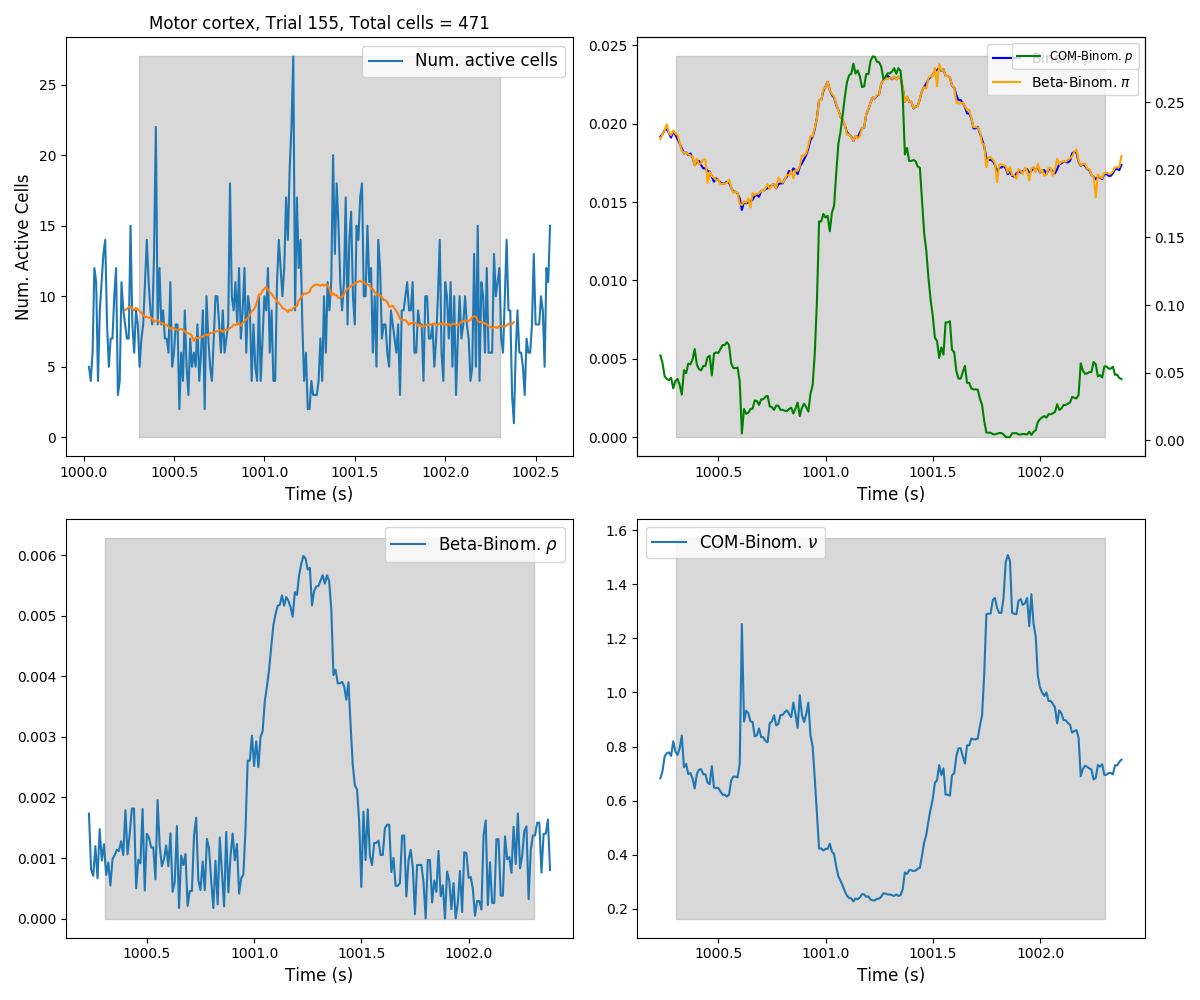 Motor cortex, Trial 155, Total cells = 471
Num. active cells
Num. Active Cells
25
20
15
10
5
0
1000.0 1000.5 1001.0 1001.5 1002.0 1002.5
Time (s)
COM-Binom. p
Binom. p
Beta-Binom. π
0.025
0.020
0.015
0.010
0.005
0.000
0.25
0.20
0.15
0.10
0.05
0.00
1000.5 1001.0 1001.5 1002.0
Time (s)
Beta-Binom. ρ
0.006
0.005
0.004
0.003
0.002
0.001
0.000
1000.5 1001.0 1001.5 1002.0
Time (s)
COM-Binom. ν
1.6
1.4
1.2
1.0
0.8
0.6
0.4
0.2
1000.5 1001.0 1001.5 1002.0
Time (s)